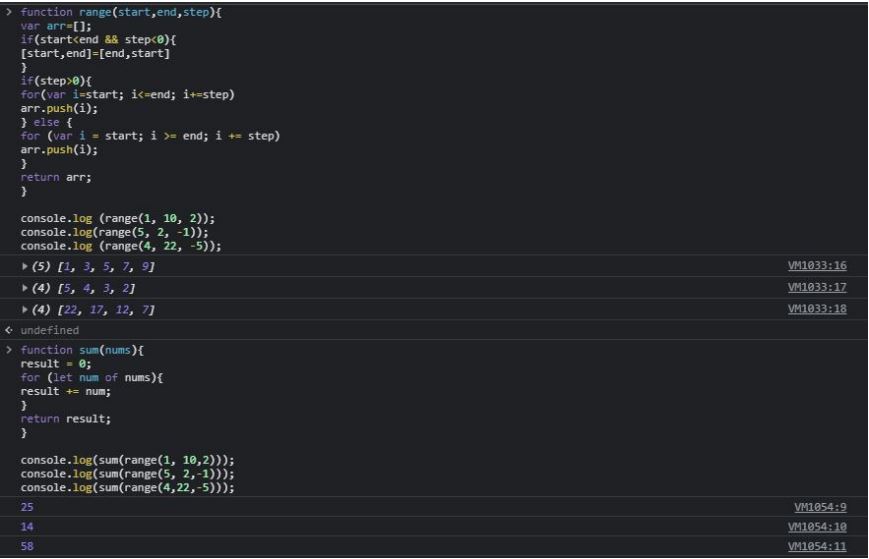 > function range(start,end,step){
var arr=[];
if(start<end && step<0){
[start,end]=[end,start]
}
if(step>0){
for(var i=start; i<=end; i+=step)
arr.push(i);
} else {
for (var i = start; i >= end; i += step)
arr.push(i);
}
return arr;
}

console.log (range(1, 10, 2));
console.log(range(5, 2, -1));
console.log (range(4, 22, -5));
▸ (5) [1, 3, 5, 7, 9] VM1033:16
▸ (4) [5, 4, 3, 2] VM1033:17
▸ (4) [22, 17, 12, 7] VM1033:18
undefined
> function sum(nums){
result = 0;
for (let num of nums){
result += num;
}
return result;
}

console.log(sum(range(1, 10,2)));
console.log(sum(range(5, 2,-1)));
console.log(sum(range(4,22,-5)));
25 VM1054:9
14 VM1054:10
58 VM1054:11